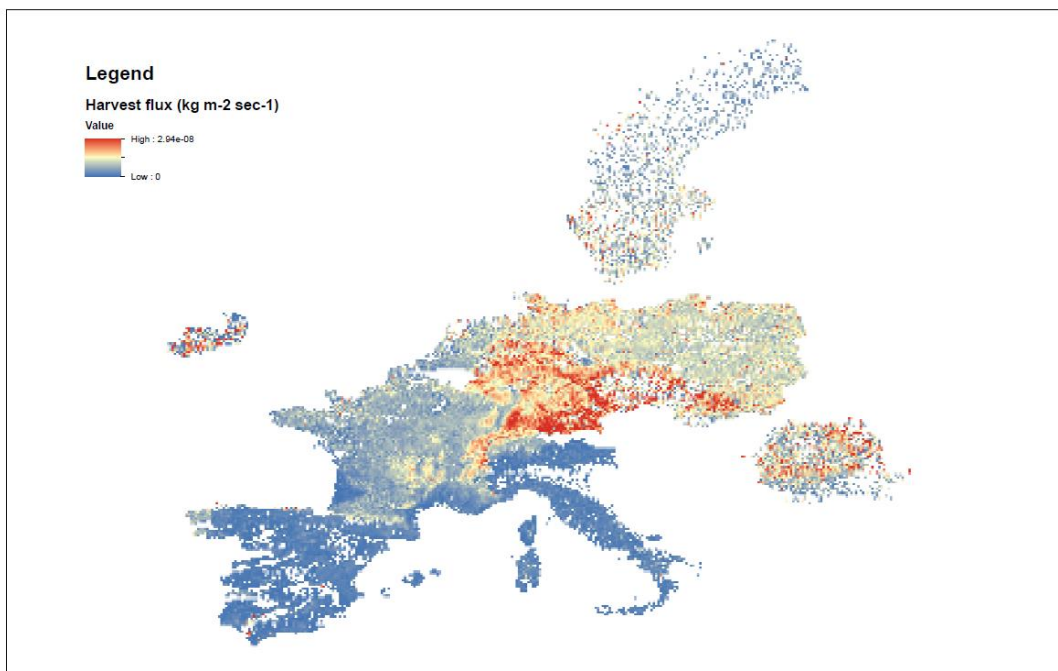 Legend
Harvest flux (kg m-2 sec-1)
Value
High : 2.94e-08
Low : 0